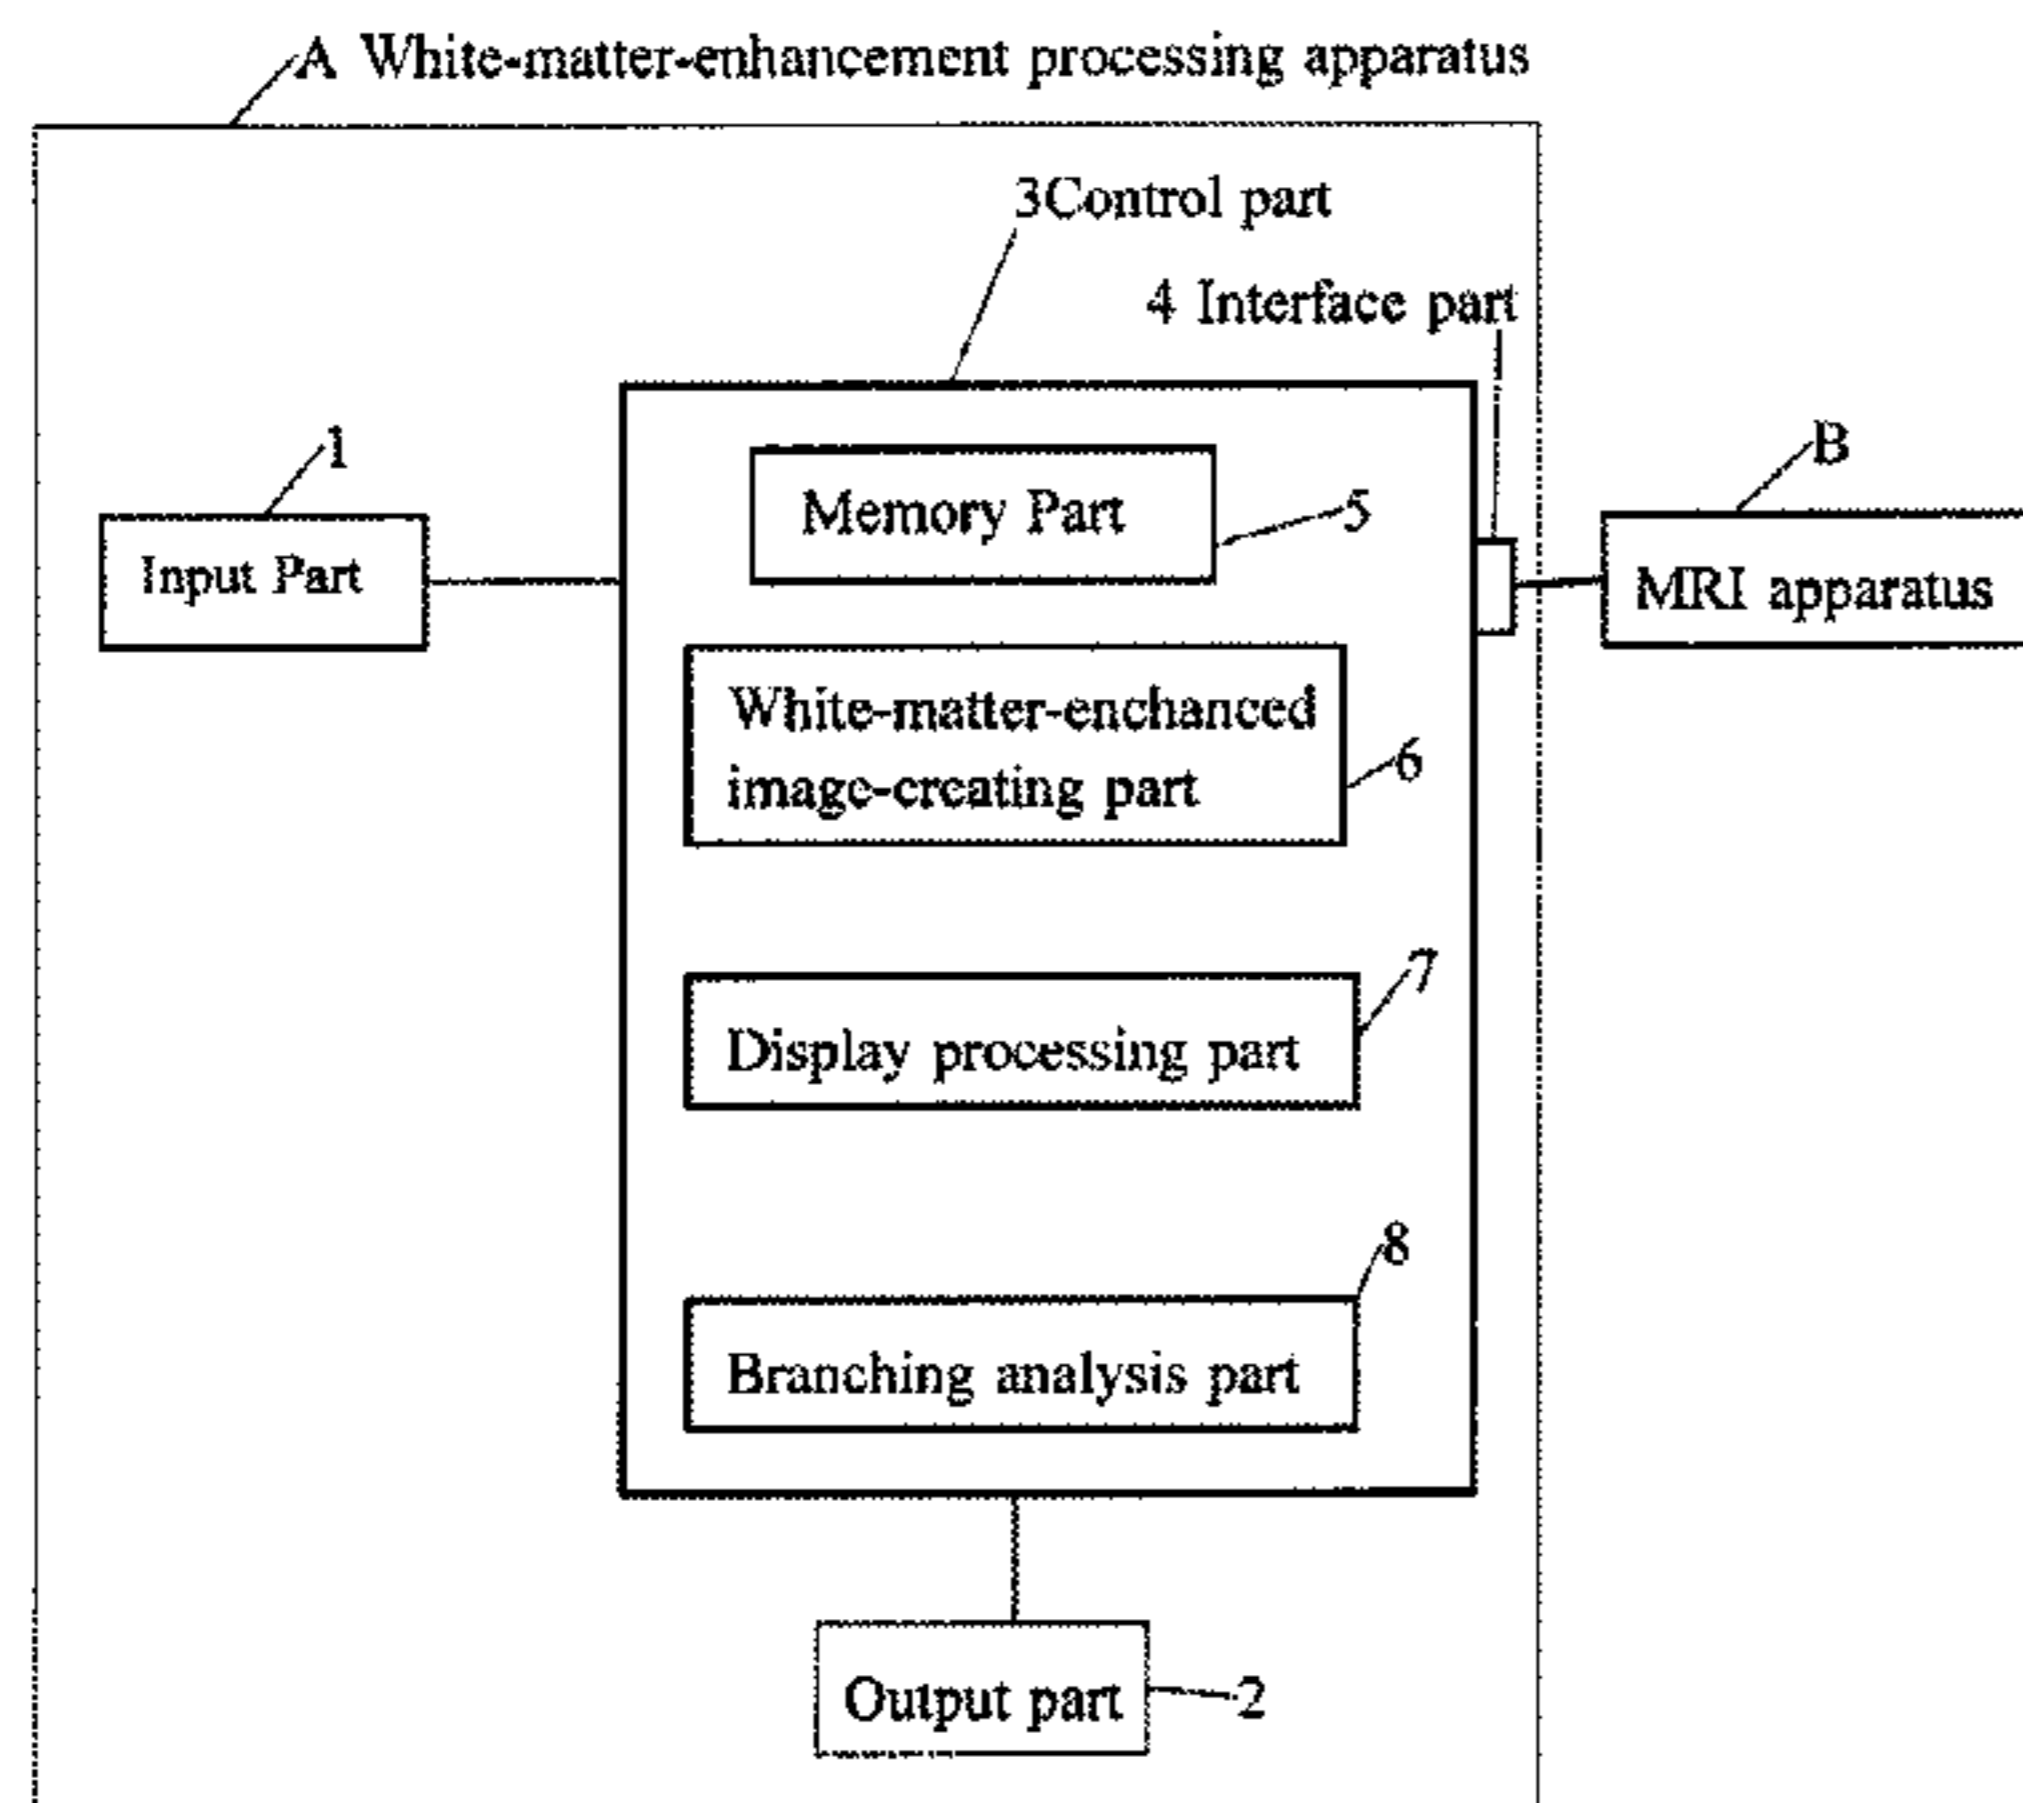 A White-matter-enhancement processing apparatus
3Control part
4 Interface part
1
B
Memory Part
5
Input Part
MRI apparatus
White-matter-enchanced
image-creating part
6
7
Display processing part
8
Branching analysis part
Output part
2